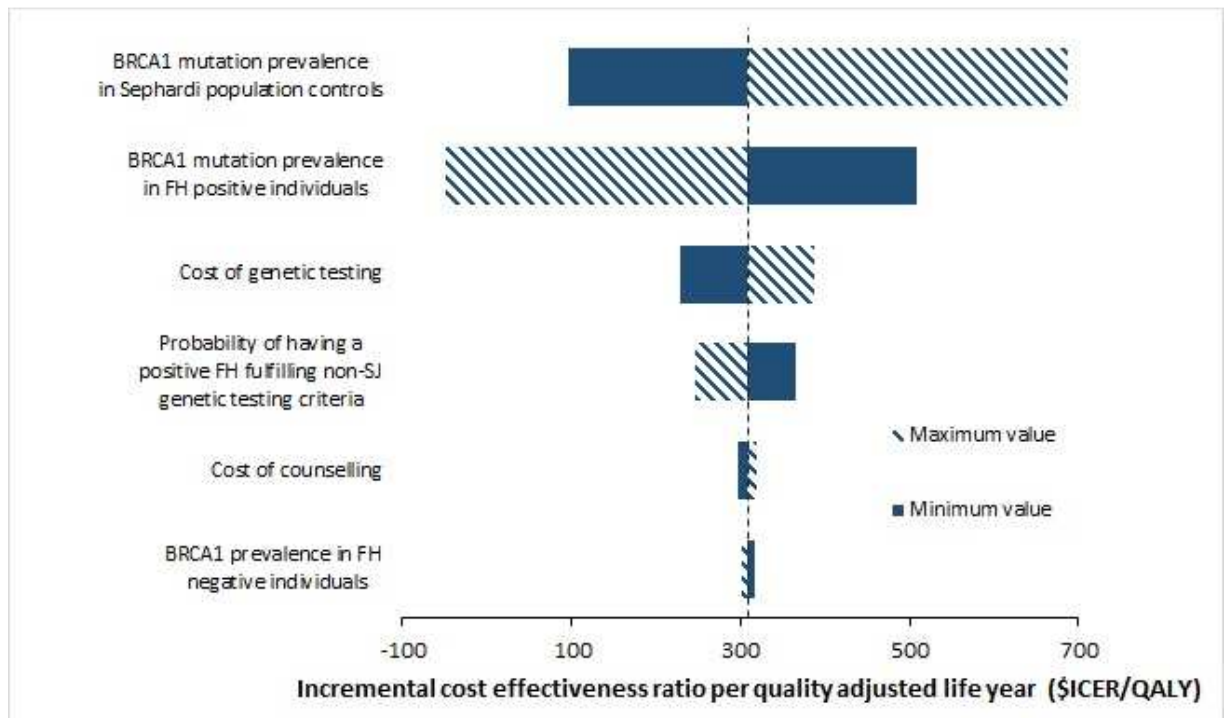 BRCA1 mutation prevalence
in Sephardi population controls
BRCA1 mutation prevalence
in FH positive individuals
Cost of genetic testing
Probability of having a
positive FH fulfilling non-SJ
genetic testing criteria
Maximum value
Cost of counselling
Minimum value
BRCA1 prevalence in FH
negative individuals
-100 100 300 500 700
Incremental cost effectiveness ratio per quality adjusted life year ($ICER/QALY)